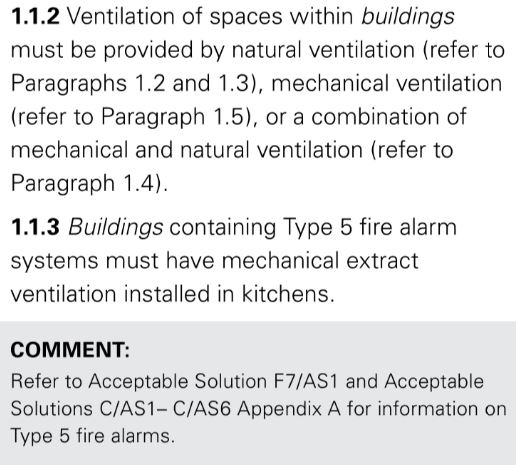 1.1.2 Ventilation of spaces within buildings
must be provided by natural ventilation (refer to
Paragraphs 1.2 and 1.3), mechanical ventilation
(refer to Paragraph 1.5), or a combination of
mechanical and natural ventilation (refer to
Paragraph 1.4).
1.1.3 Buildings containing Type 5 fire alarm
systems must have mechanical extract
ventilation installed in kitchens.
COMMENT:
Refer to Acceptable Solution F7/AS1 and Acceptable
Solutions C/AS1– C/AS6 Appendix A for information on
Type 5 fire alarms.